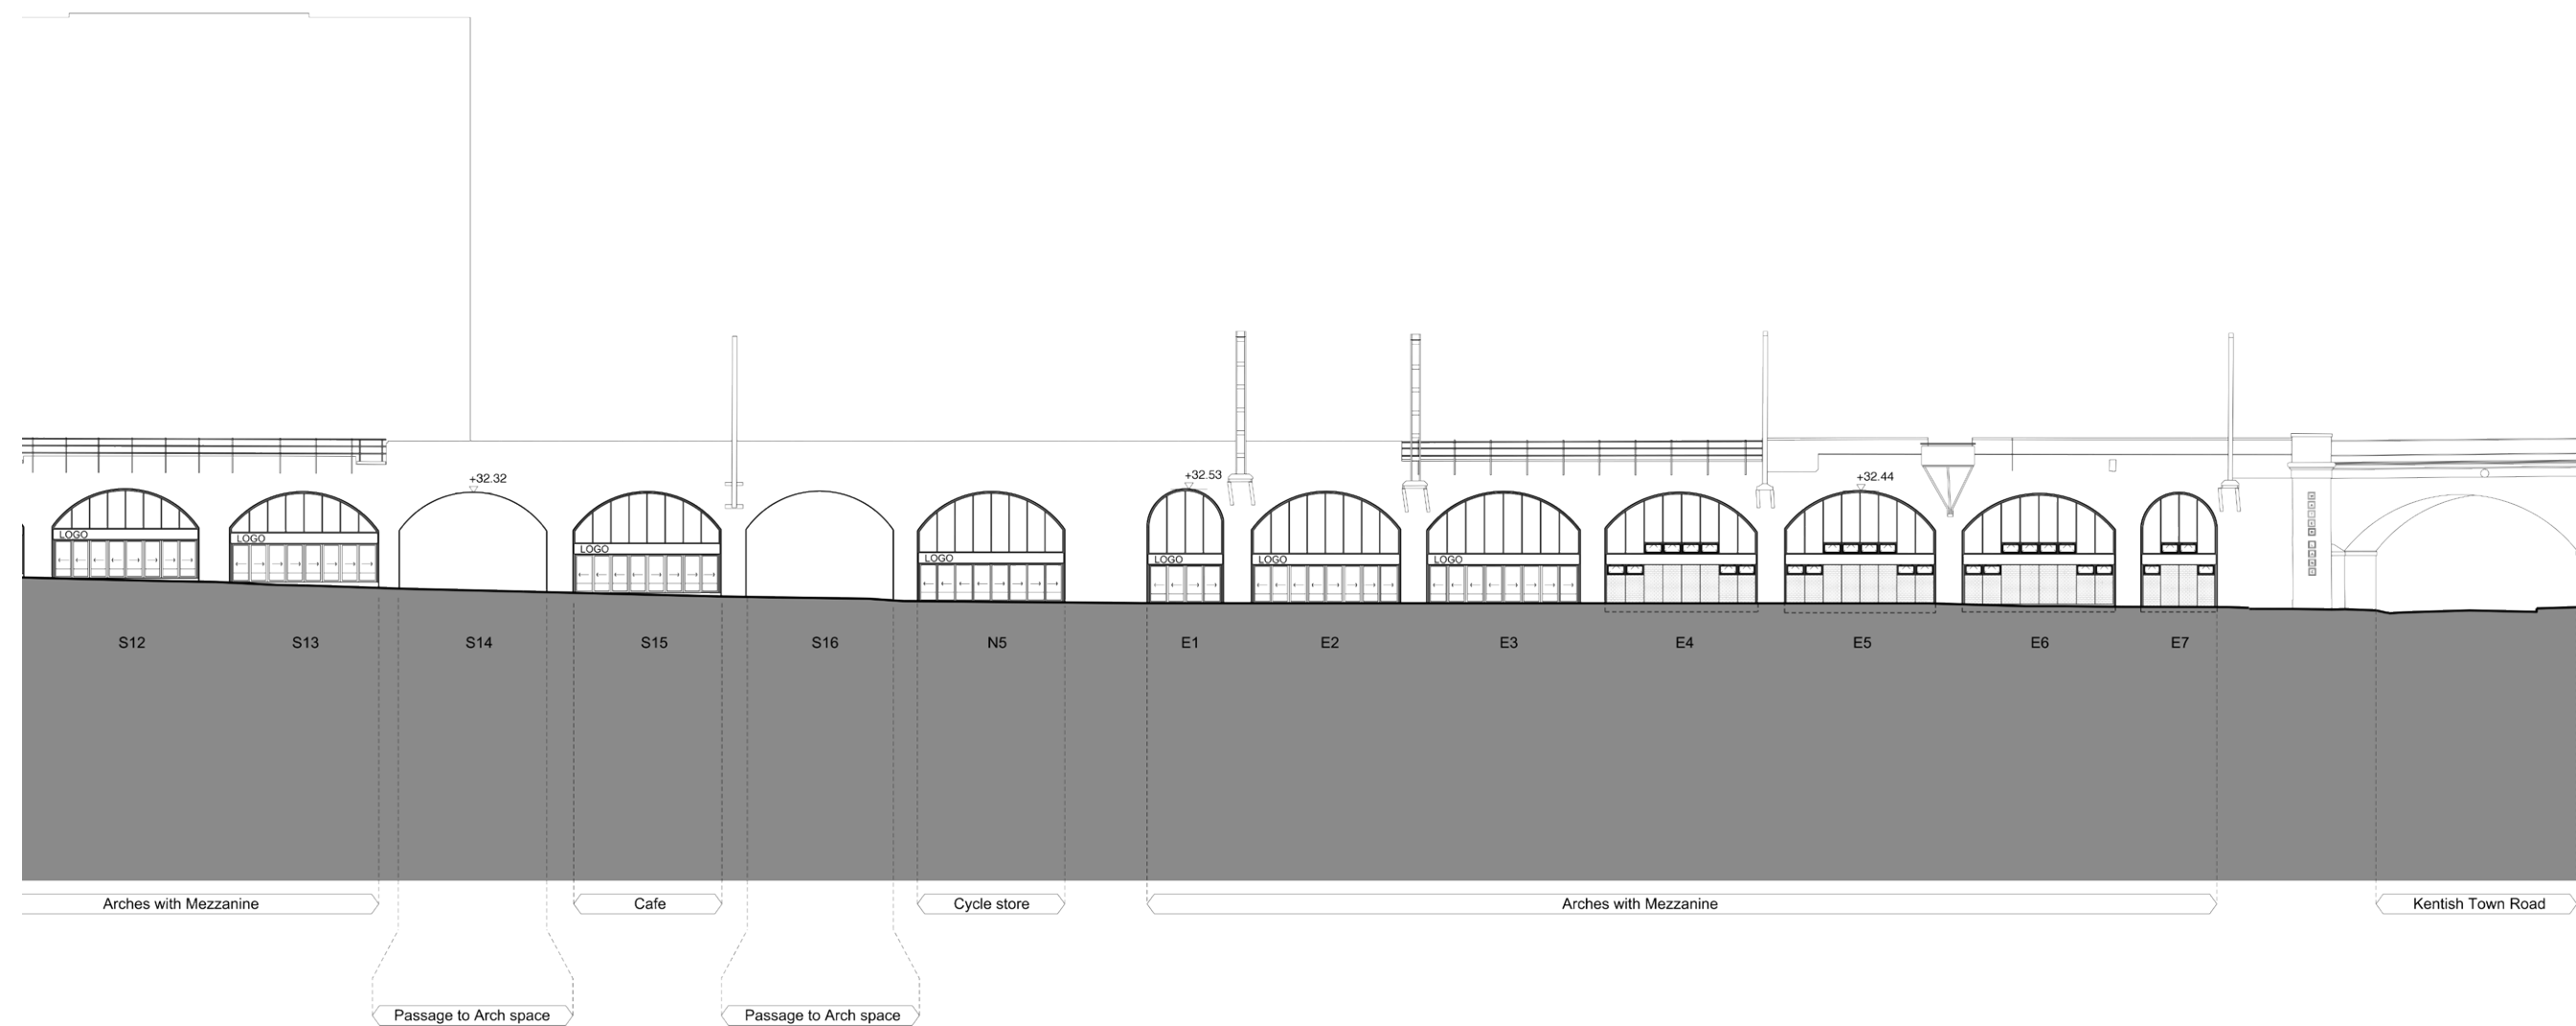 +32.32
+32.53
+32.44
LOGO
LOGO
LOGO
LOGO
LOGO
LOGO
LOGO
S12
S13
S14
S15
S16
N5
E1
E2
E3
E4
E5
E6
E7
Arches with Mezzanine
Cafe
Cycle store
Arches with Mezzanine
Kentish Town Road
Passage to Arch space
Passage to Arch space